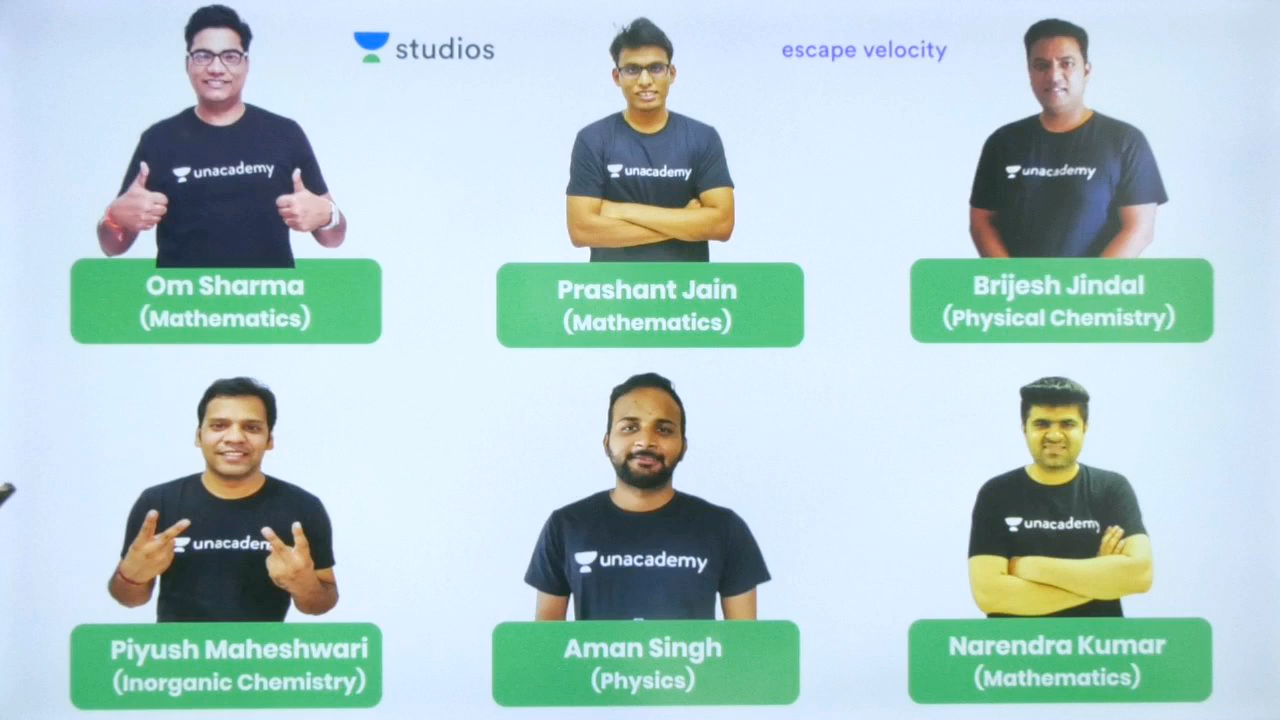 studios
escape velocity
unacademy
unacademy
unacademy
Om Sharma
(Mathematics)
Prashant Jain
(Mathematics)
Brijesh Jindal
(Physical Chemistry)
unacadem
unacademy
unacademy
Piyush Maheshwari
(Inorganic Chemistry)
Aman Singh
(Physics)
Narendra Kumar
(Mathematics)